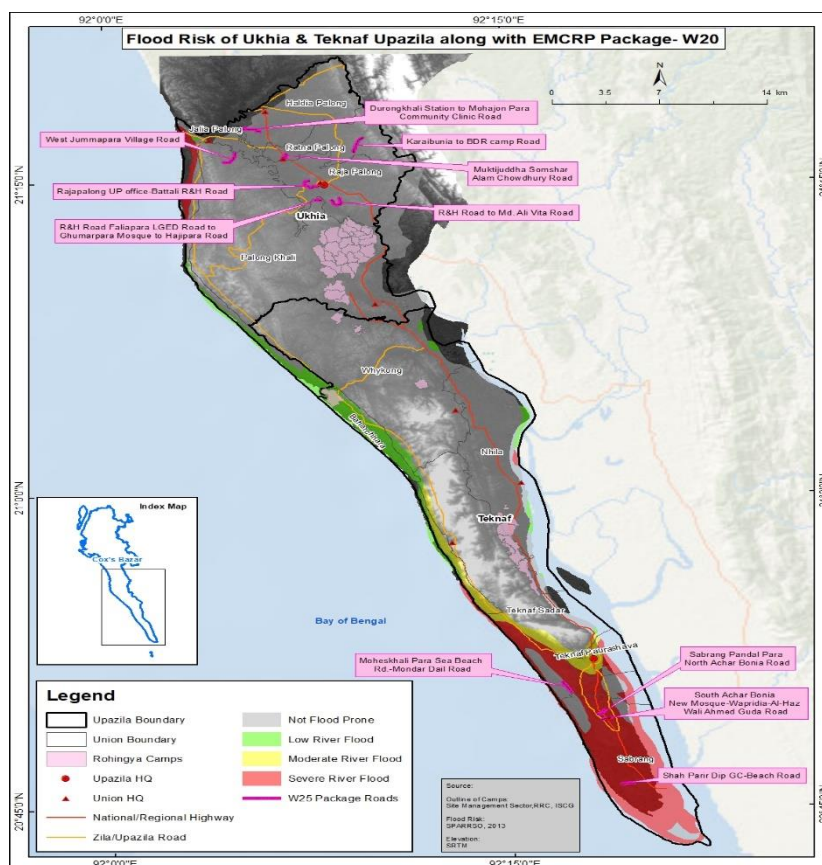 92°0'0"E
92°15'0"E
Flood Risk of Ukhia & Teknaf Upazila along with EMCRP Package- W20
N
0 3.5 7 14 km
Haldia Palong
Durongkhali Station to Mohajon Para
Community Clinic Road
Jalia Palong
West Jummapara Village Road
Ratna Palong
Karaibunia to BDR camp Road
Muktijuddha Somshar
Alam Chowdhury Road
Raja Palong
Rajapalong UP office-Battali R&H Road
21°15'0"N
Ukhia
R&H Road to Md. Ali Vita Road
R&H Road Faliapara LGED Road to
Ghumarpara Mosque to Hajipara Road
Palong Khali
Whykong
Nhila
Index Map
Cox's Bazar
Teknaf
Bay of Bengal
Teknaf Sadar
Teknaf Paurashava
Moheskhali Para Sea Beach
Rd.-Mondar Dail Road
Sabrang Pandal Para
North Achar Bonia Road
South Achar Bonia
New Mosque-Wapridia-Al-Haz
Wali Ahmed Guda Road
Sabrang
Shah Parir Dip GC-Beach Road
Legend
Upazila Boundary
Union Boundary
Rohingya Camps
Upazila HQ
Union HQ
National/Regional Highway
Zila/Upazila Road
Not Flood Prone
Low River Flood
Moderate River Flood
Severe River Flood
W25 Package Roads
Source:
Outline of Camps
Site Management Sector,RRC, ISCG
Flood Risk:
SPARRSO, 2013
Elevation:
SRTM
20°45'0"N
92°0'0"E
92°15'0"E